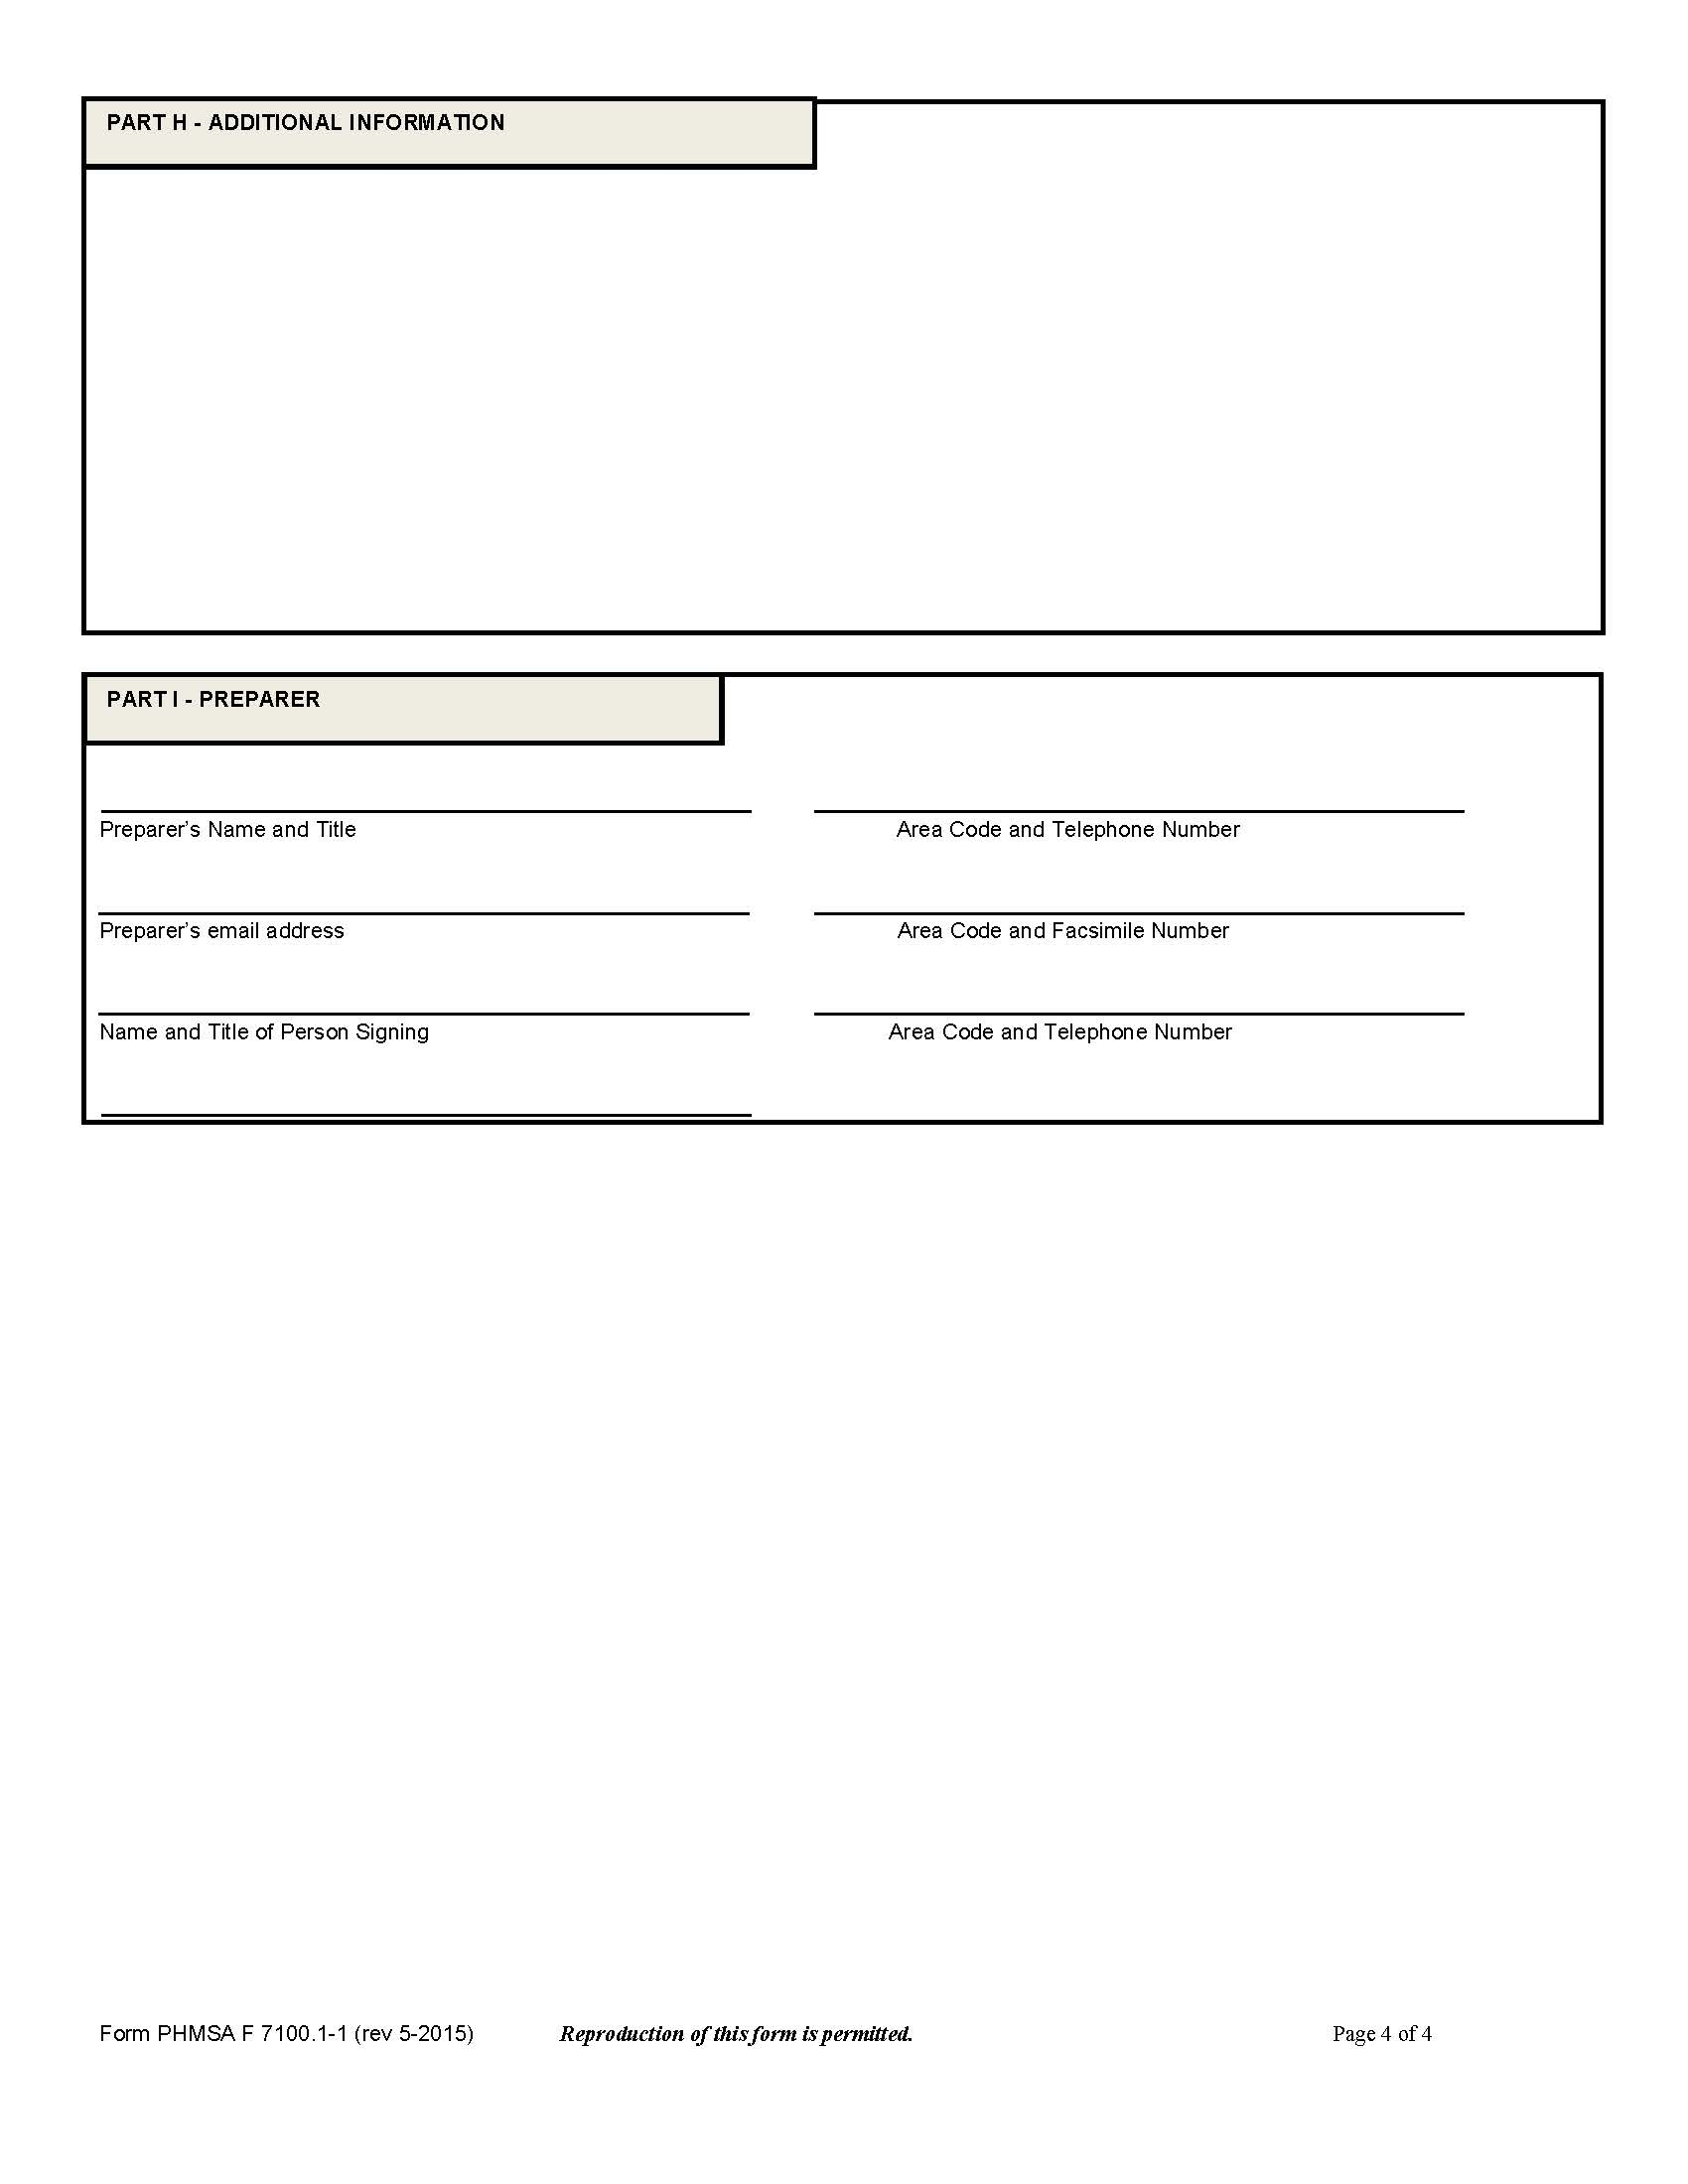 PART H - ADDITIONAL INFORMATION
PART I - PREPARER
Preparer’s Name and Title Area Code and Telephone Number
Preparer’s email address Area Code and Facsimile Number
Name and Title of Person Signing Area Code and Telephone Number
Form PHMSA F 7100.1-1 (rev 5-2015) Reproduction of this form is permitted. Page 4 of 4